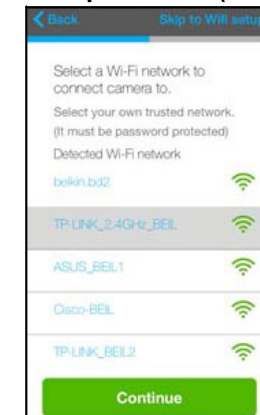 Back Skip to Wifi setup
Select a Wi-Fi network to
connect camera to.
Select your own trusted network.
(It must be password protected)
Detected Wi-Fi network
belkin.bd2
TP-LINK_2.4GHz_BEIL
ASUS_BEIL1
Cisco-BEIL
TP-LINK_BEIL2
Continue